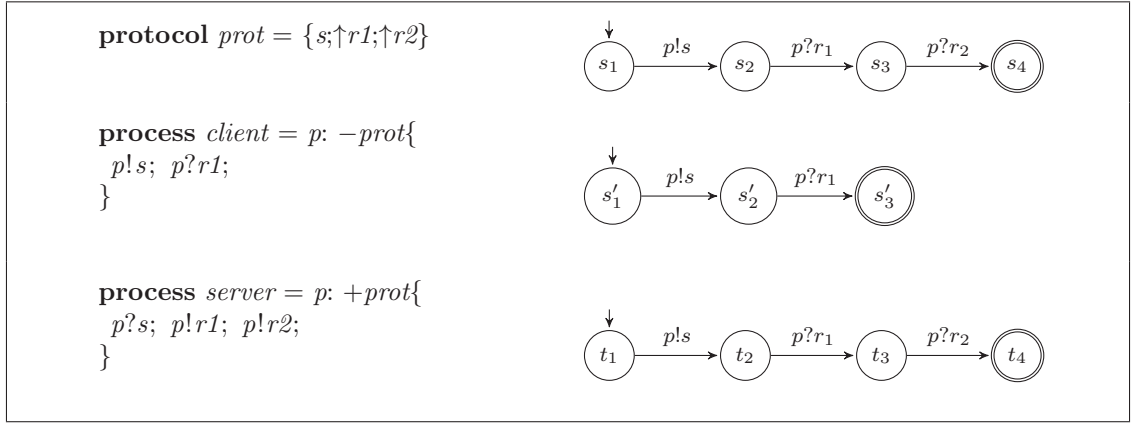 protocol prot = {s;↑r1;↑r2}
p!s p?r₁ p?r₂
s₁ s₂ s₃ s₄
process client = p: −prot{
p!s; p?r1;
}
p!s p?r₁
s′₁ s′₂ s′₃
process server = p: +prot{
p?s; p!r1; p!r2;
}
p!s p?r₁ p?r₂
t₁ t₂ t₃ t₄